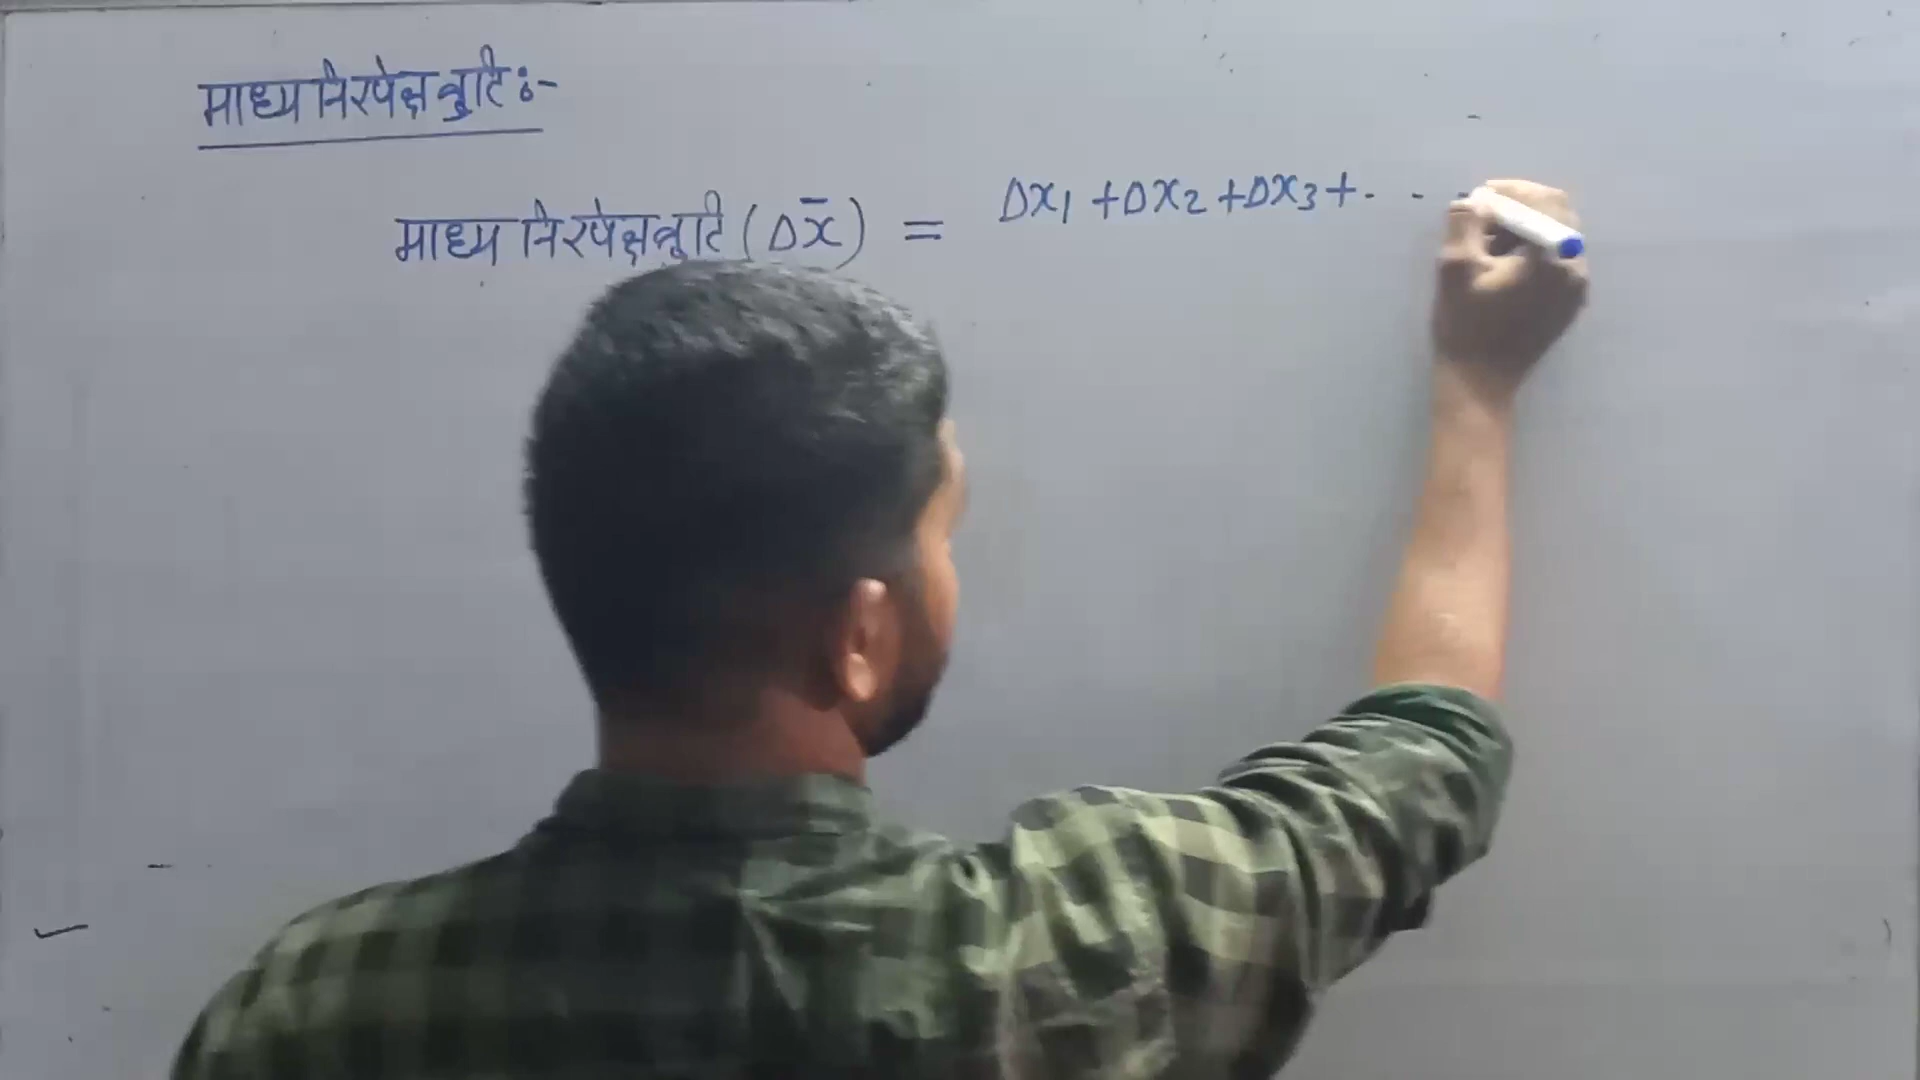 माध्य निरपेक्ष त्रुटि :-
माध्य निरपेक्ष त्रुटि (Δx̄) = Δx1 + Δx2 + Δx3 + - - -